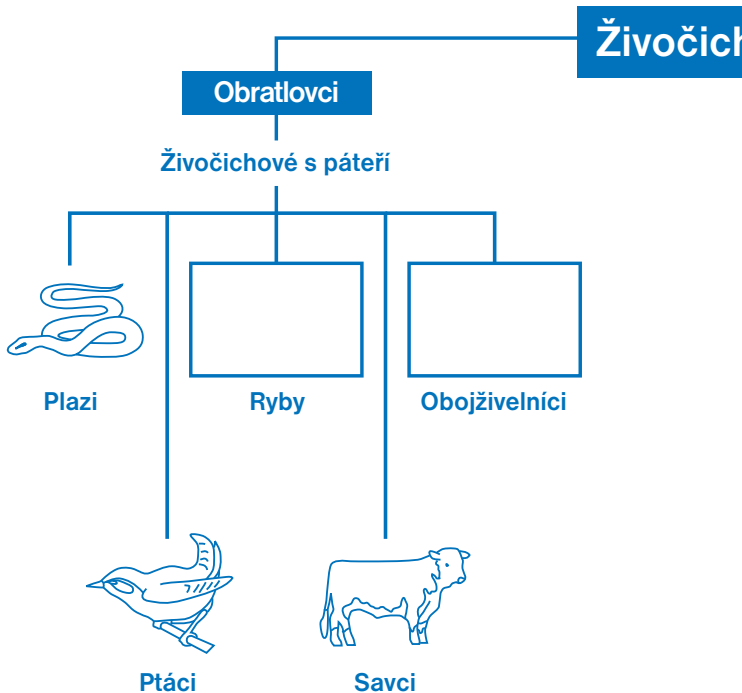 Živočich
Obratlovci
Živočichové s páteří
Plazi
Ryby
Obojživelníci
Ptáci
Savci